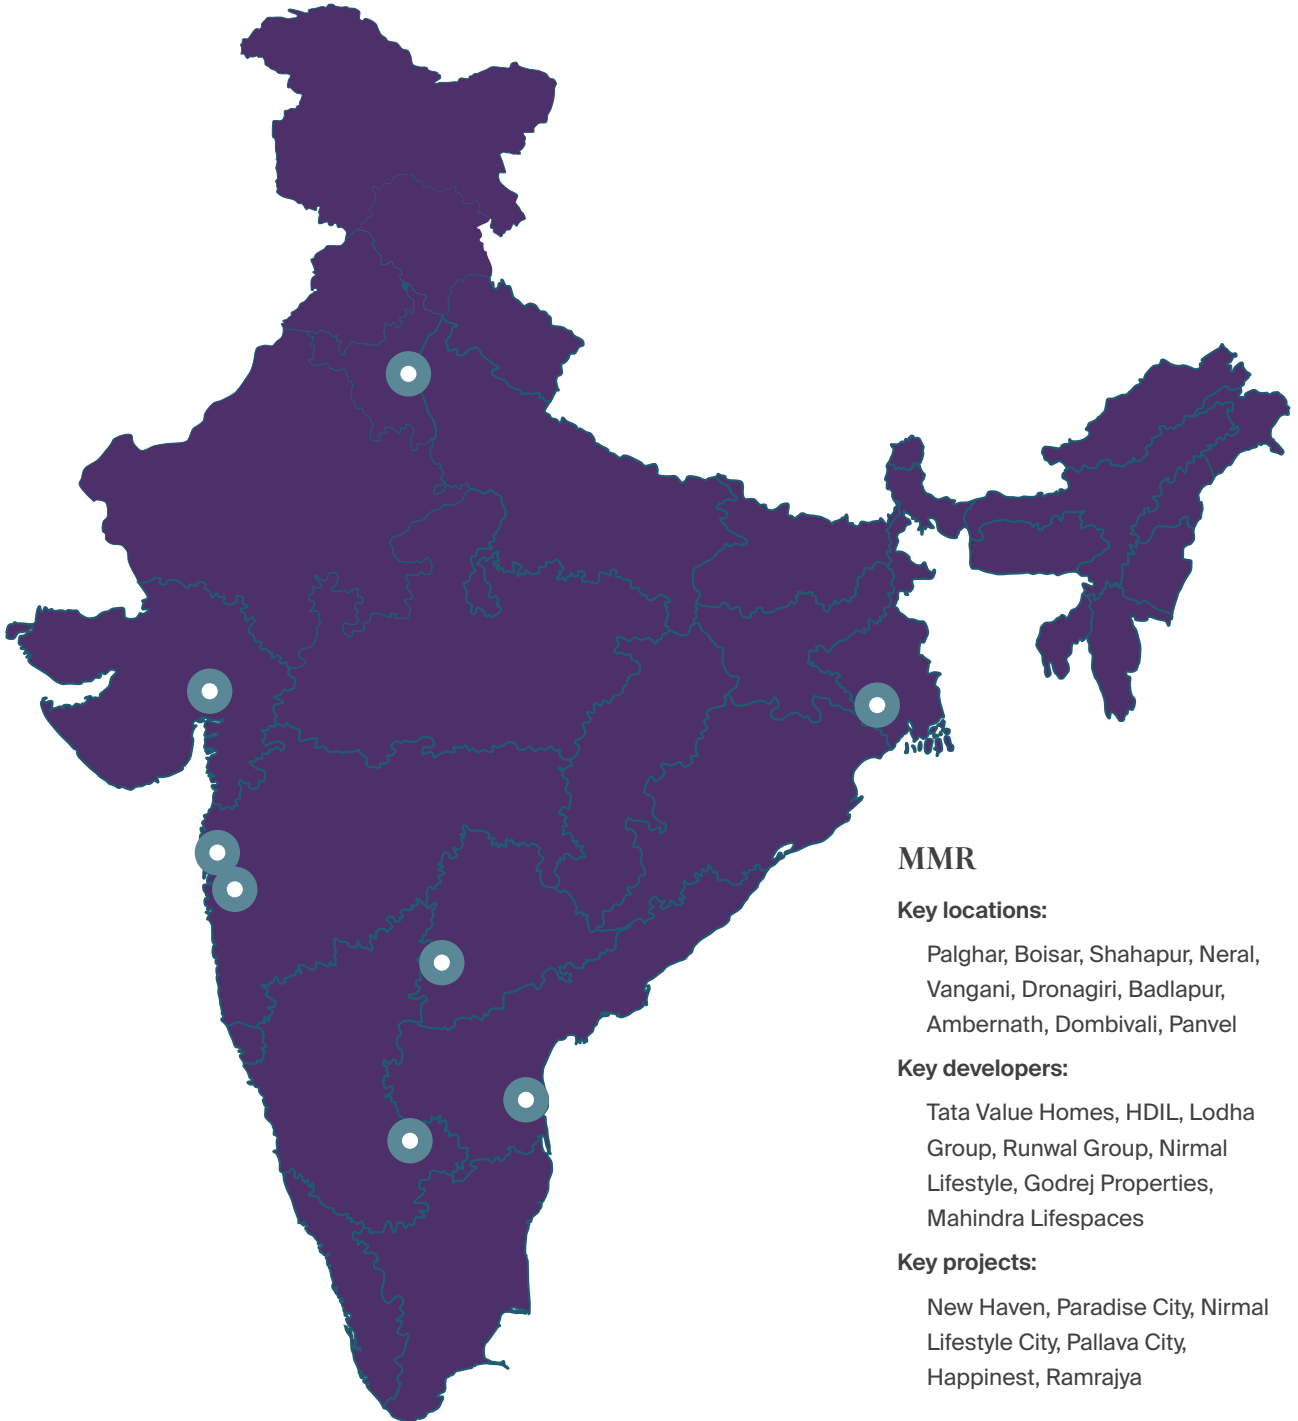 MMR
Key locations:
Palghar, Boisar, Shahapur, Neral,
Vangani, Dronagiri, Badlapur,
Ambernath, Dombivali, Panvel
Key developers:
Tata Value Homes, HDIL, Lodha
Group, Runwal Group, Nirmal
Lifestyle, Godrej Properties,
Mahindra Lifespaces
Key projects:
New Haven, Paradise City, Nirmal
Lifestyle City, Pallava City,
Happinest, Ramrajya